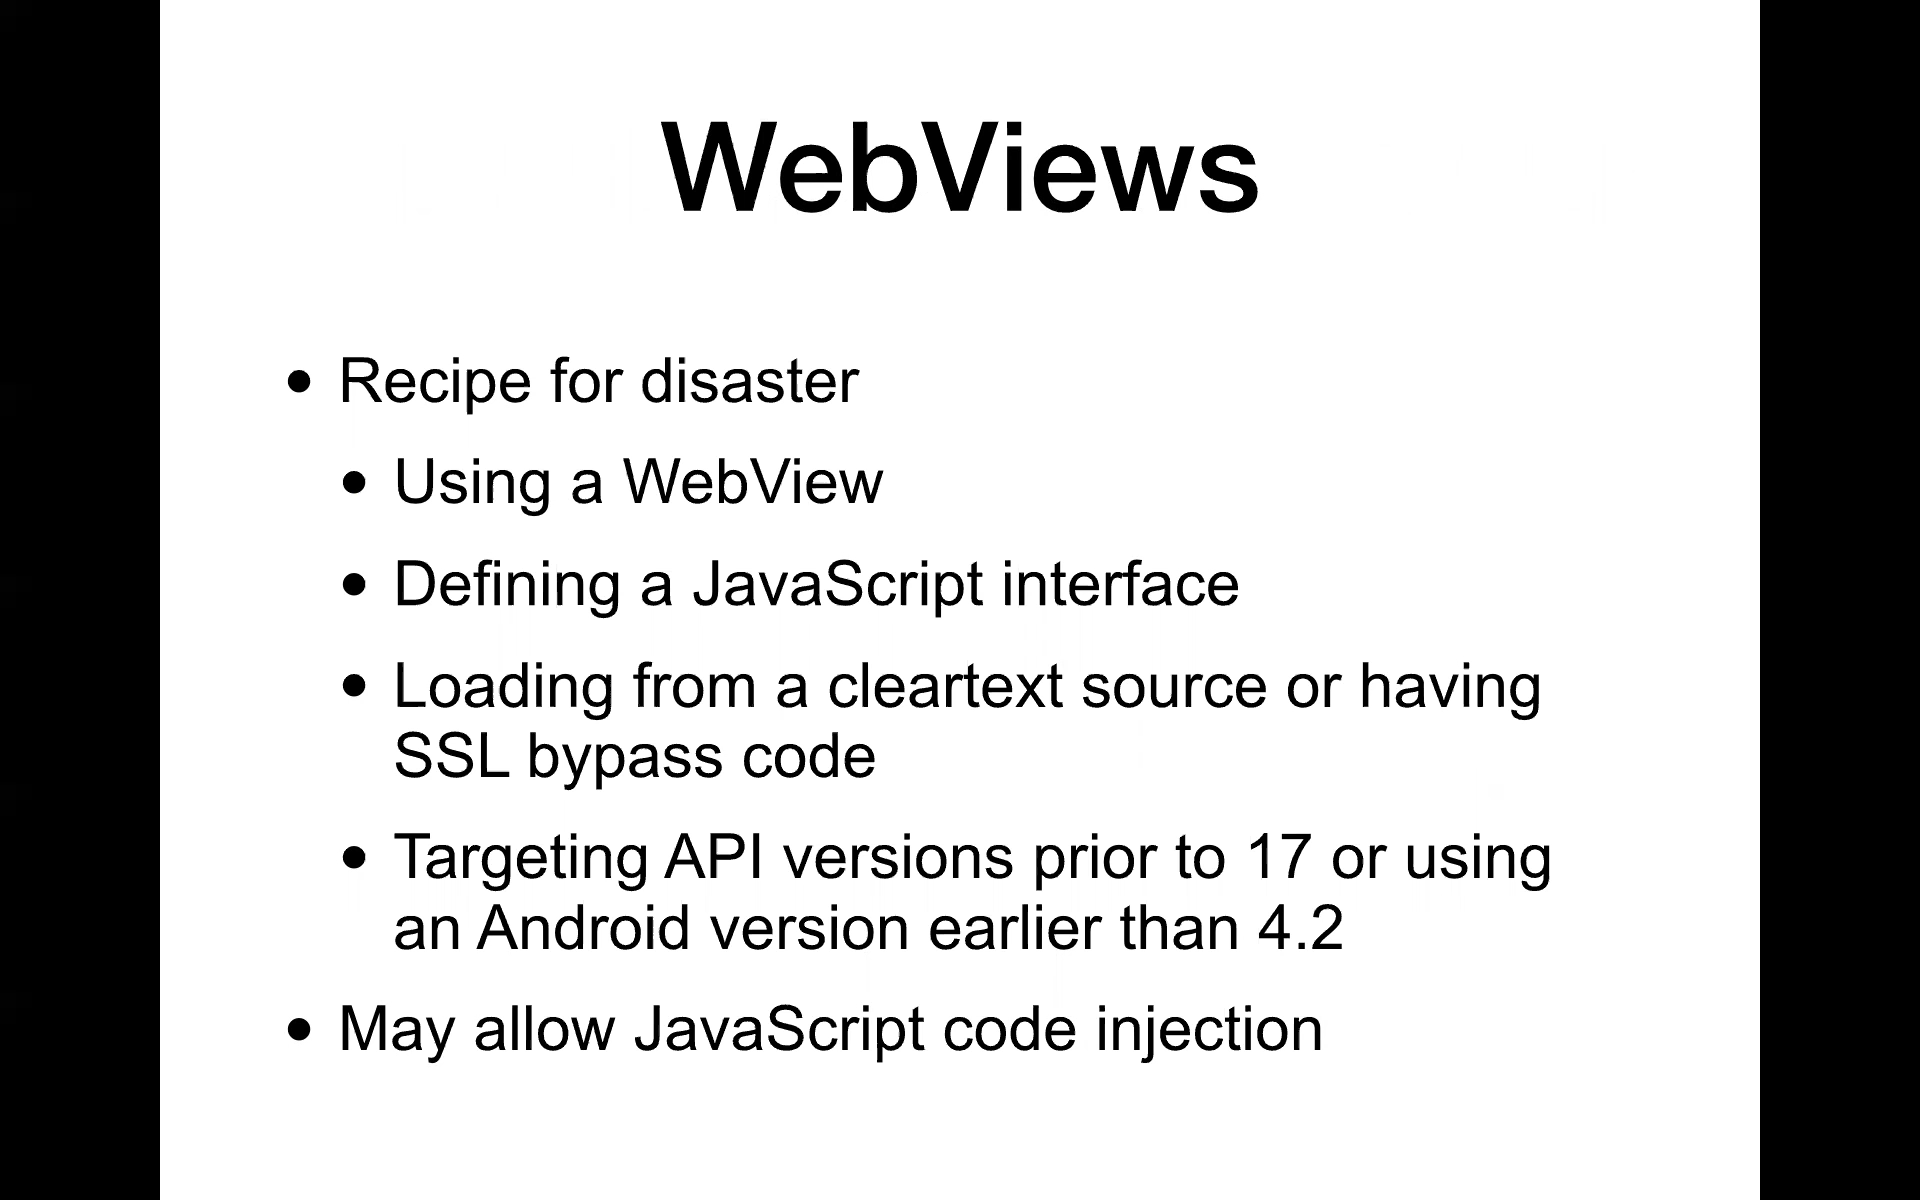 WebViews
• Recipe for disaster
• Using a WebView
• Defining a JavaScript interface
• Loading from a cleartext source or having
SSL bypass code
• Targeting API versions prior to 17 or using
an Android version earlier than 4.2
• May allow JavaScript code injection